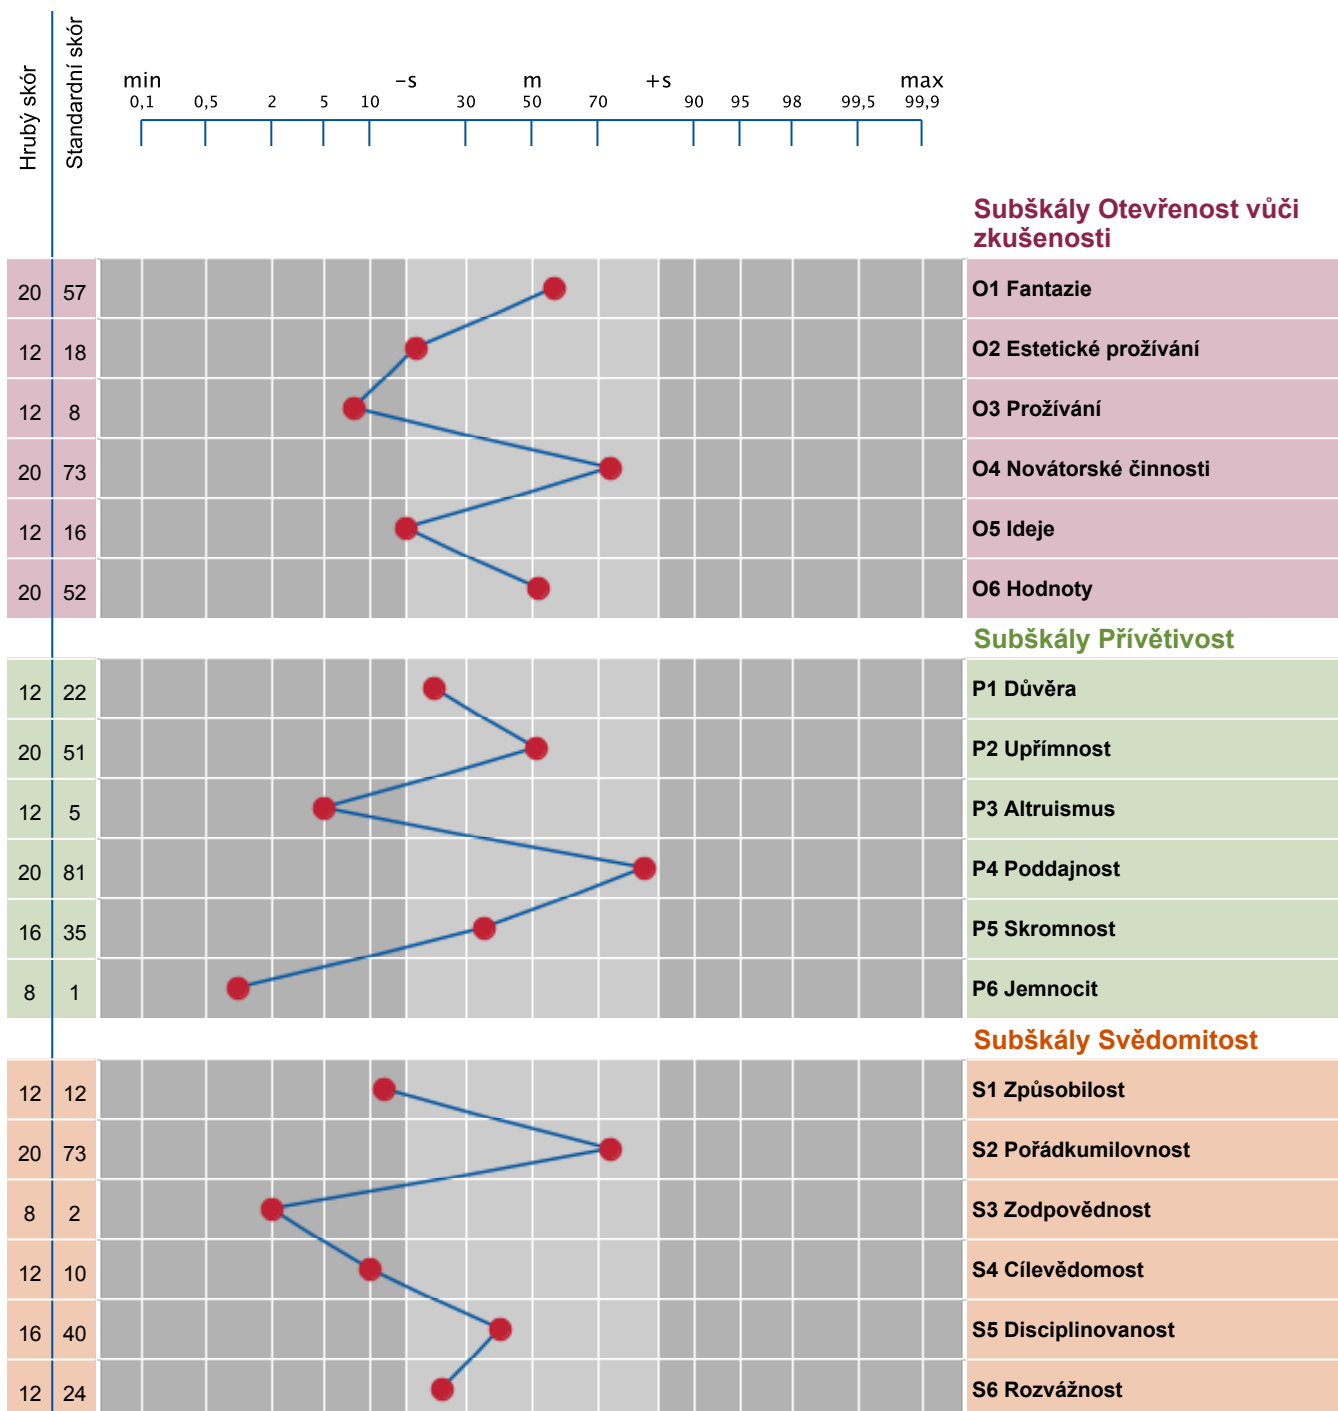 Hrubý skór
Standardní skór
min -s m +s max
0,1 0,5 2 5 10 30 50 70 90 95 98 99,5 99,9
Subškály Otevřenost vůči
zkušenosti
20 57 O1 Fantazie
12 18 O2 Estetické prožívání
12 8 O3 Prožívání
20 73 O4 Novátorské činnosti
12 16 O5 Ideje
20 52 O6 Hodnoty
Subškály Přívětivost
12 22 P1 Důvěra
20 51 P2 Upřímnost
12 5 P3 Altruismus
20 81 P4 Poddajnost
16 35 P5 Skromnost
8 1 P6 Jemnocit
Subškály Svědomitost
12 12 S1 Způsobilost
20 73 S2 Pořádkumilovnost
8 2 S3 Zodpovědnost
12 10 S4 Cílevědomost
16 40 S5 Disciplinovanost
12 24 S6 Rozvážnost